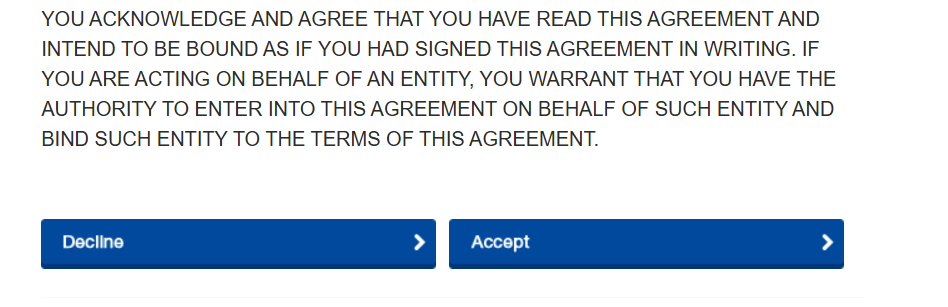 YOU ACKNOWLEDGE AND AGREE THAT YOU HAVE READ THIS AGREEMENT AND
INTEND TO BE BOUND AS IF YOU HAD SIGNED THIS AGREEMENT IN WRITING. IF
YOU ARE ACTING ON BEHALF OF AN ENTITY, YOU WARRANT THAT YOU HAVE THE
AUTHORITY TO ENTER INTO THIS AGREEMENT ON BEHALF OF SUCH ENTITY AND
BIND SUCH ENTITY TO THE TERMS OF THIS AGREEMENT.
Decline
Accept